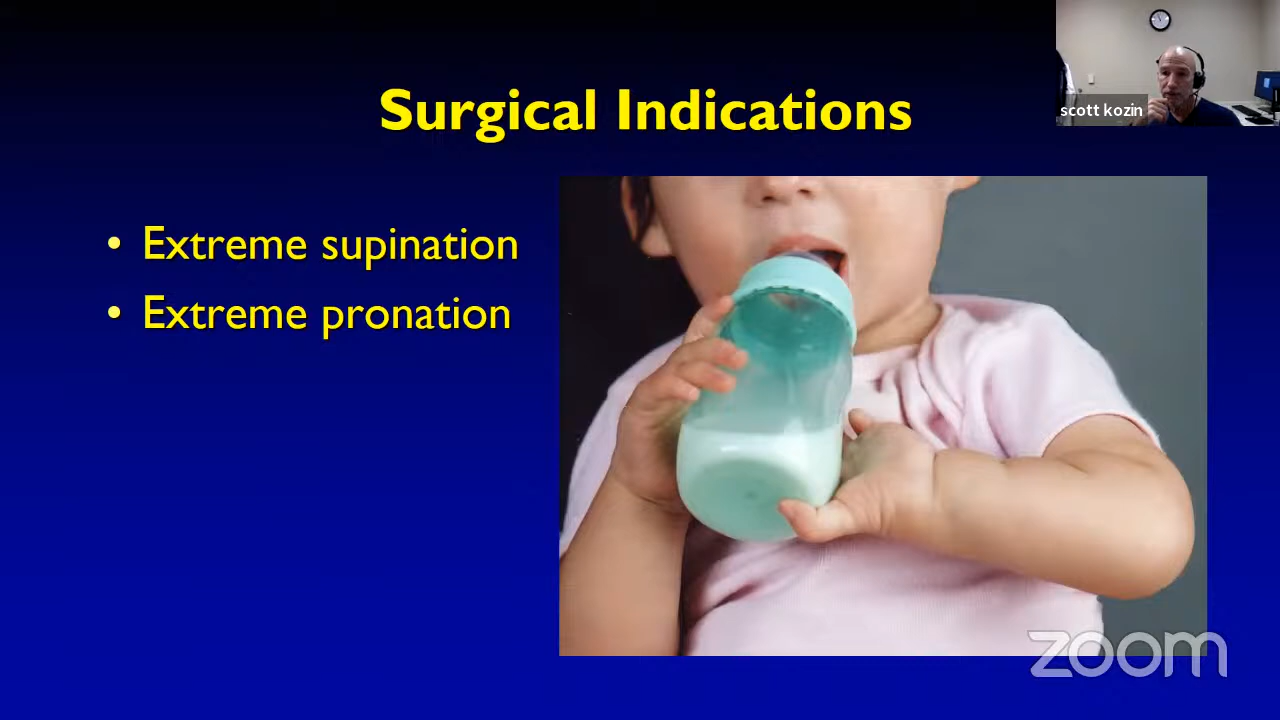 Surgical Indications
scott kozin
• Extreme supination
• Extreme pronation
zoom